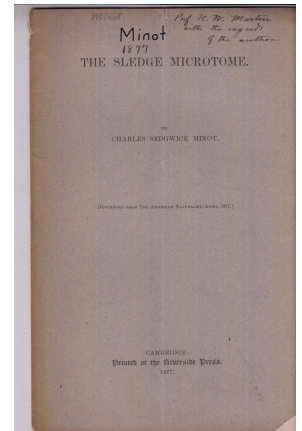 Minot
Prof. H. N. Martin
with the regards
of the author
Minot
1877
THE SLEDGE MICROTOME.
BY
CHARLES SEDGWICK MINOT.
[REPRINTED FROM THE AMERICAN NATURALIST, APRIL, 1877.]
CAMBRIDGE:
Printed at the Riverside Press.
1877.